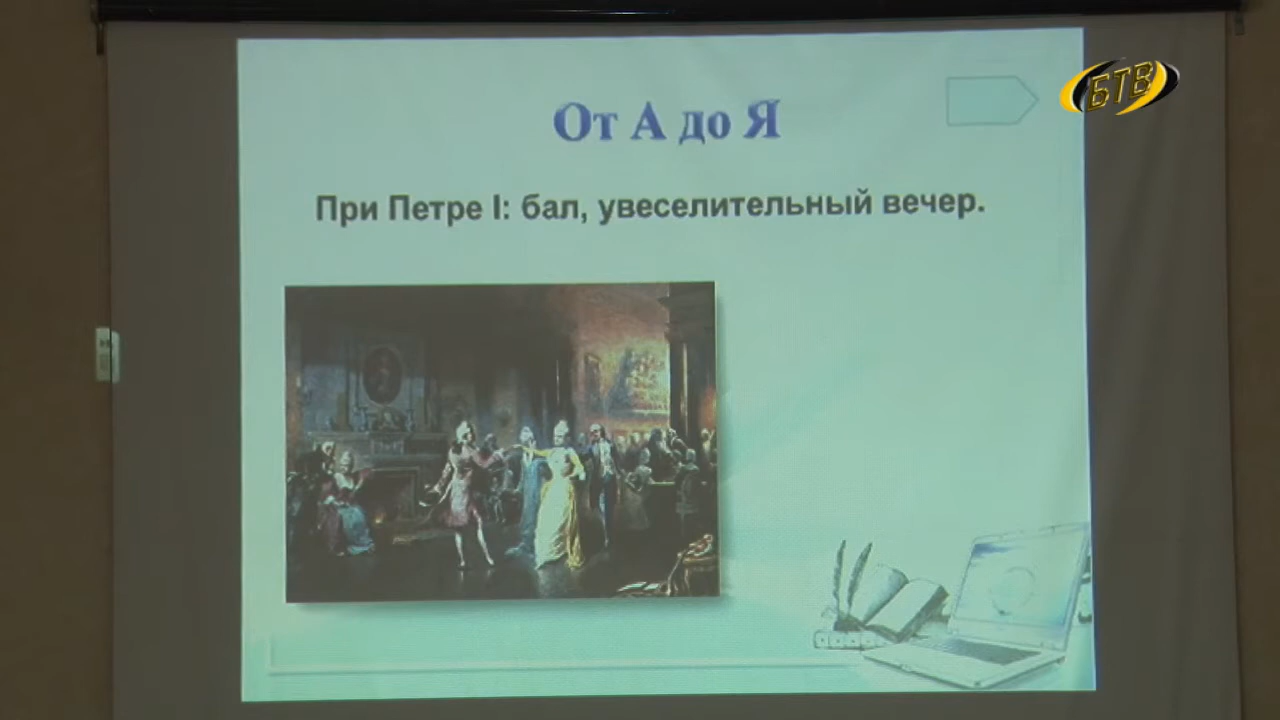 От А до Я
БТВ
При Петре I: бал, увеселительный вечер.